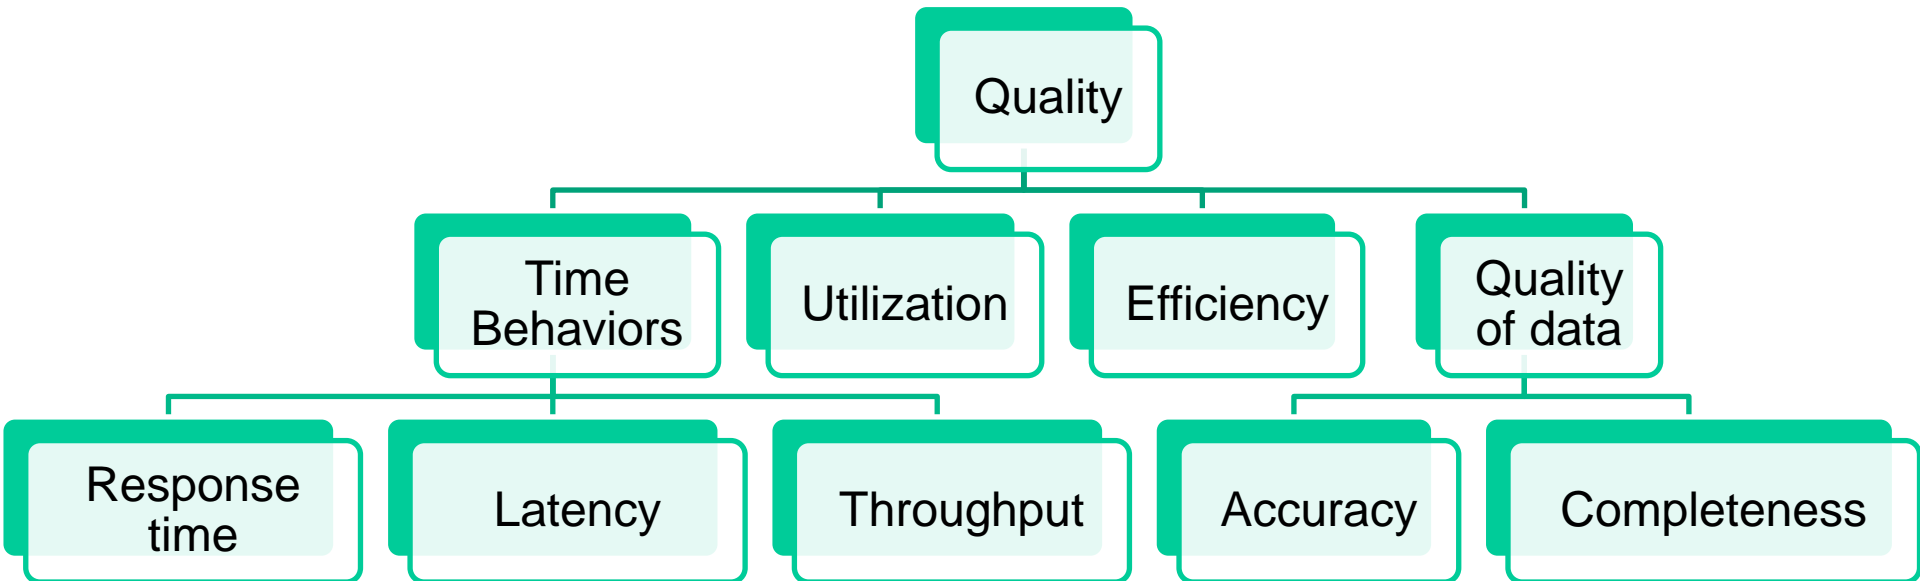 Quality
Time
Behaviors
Utilization
Efficiency
Quality
of data
Response
time
Latency
Throughput
Accuracy
Completeness